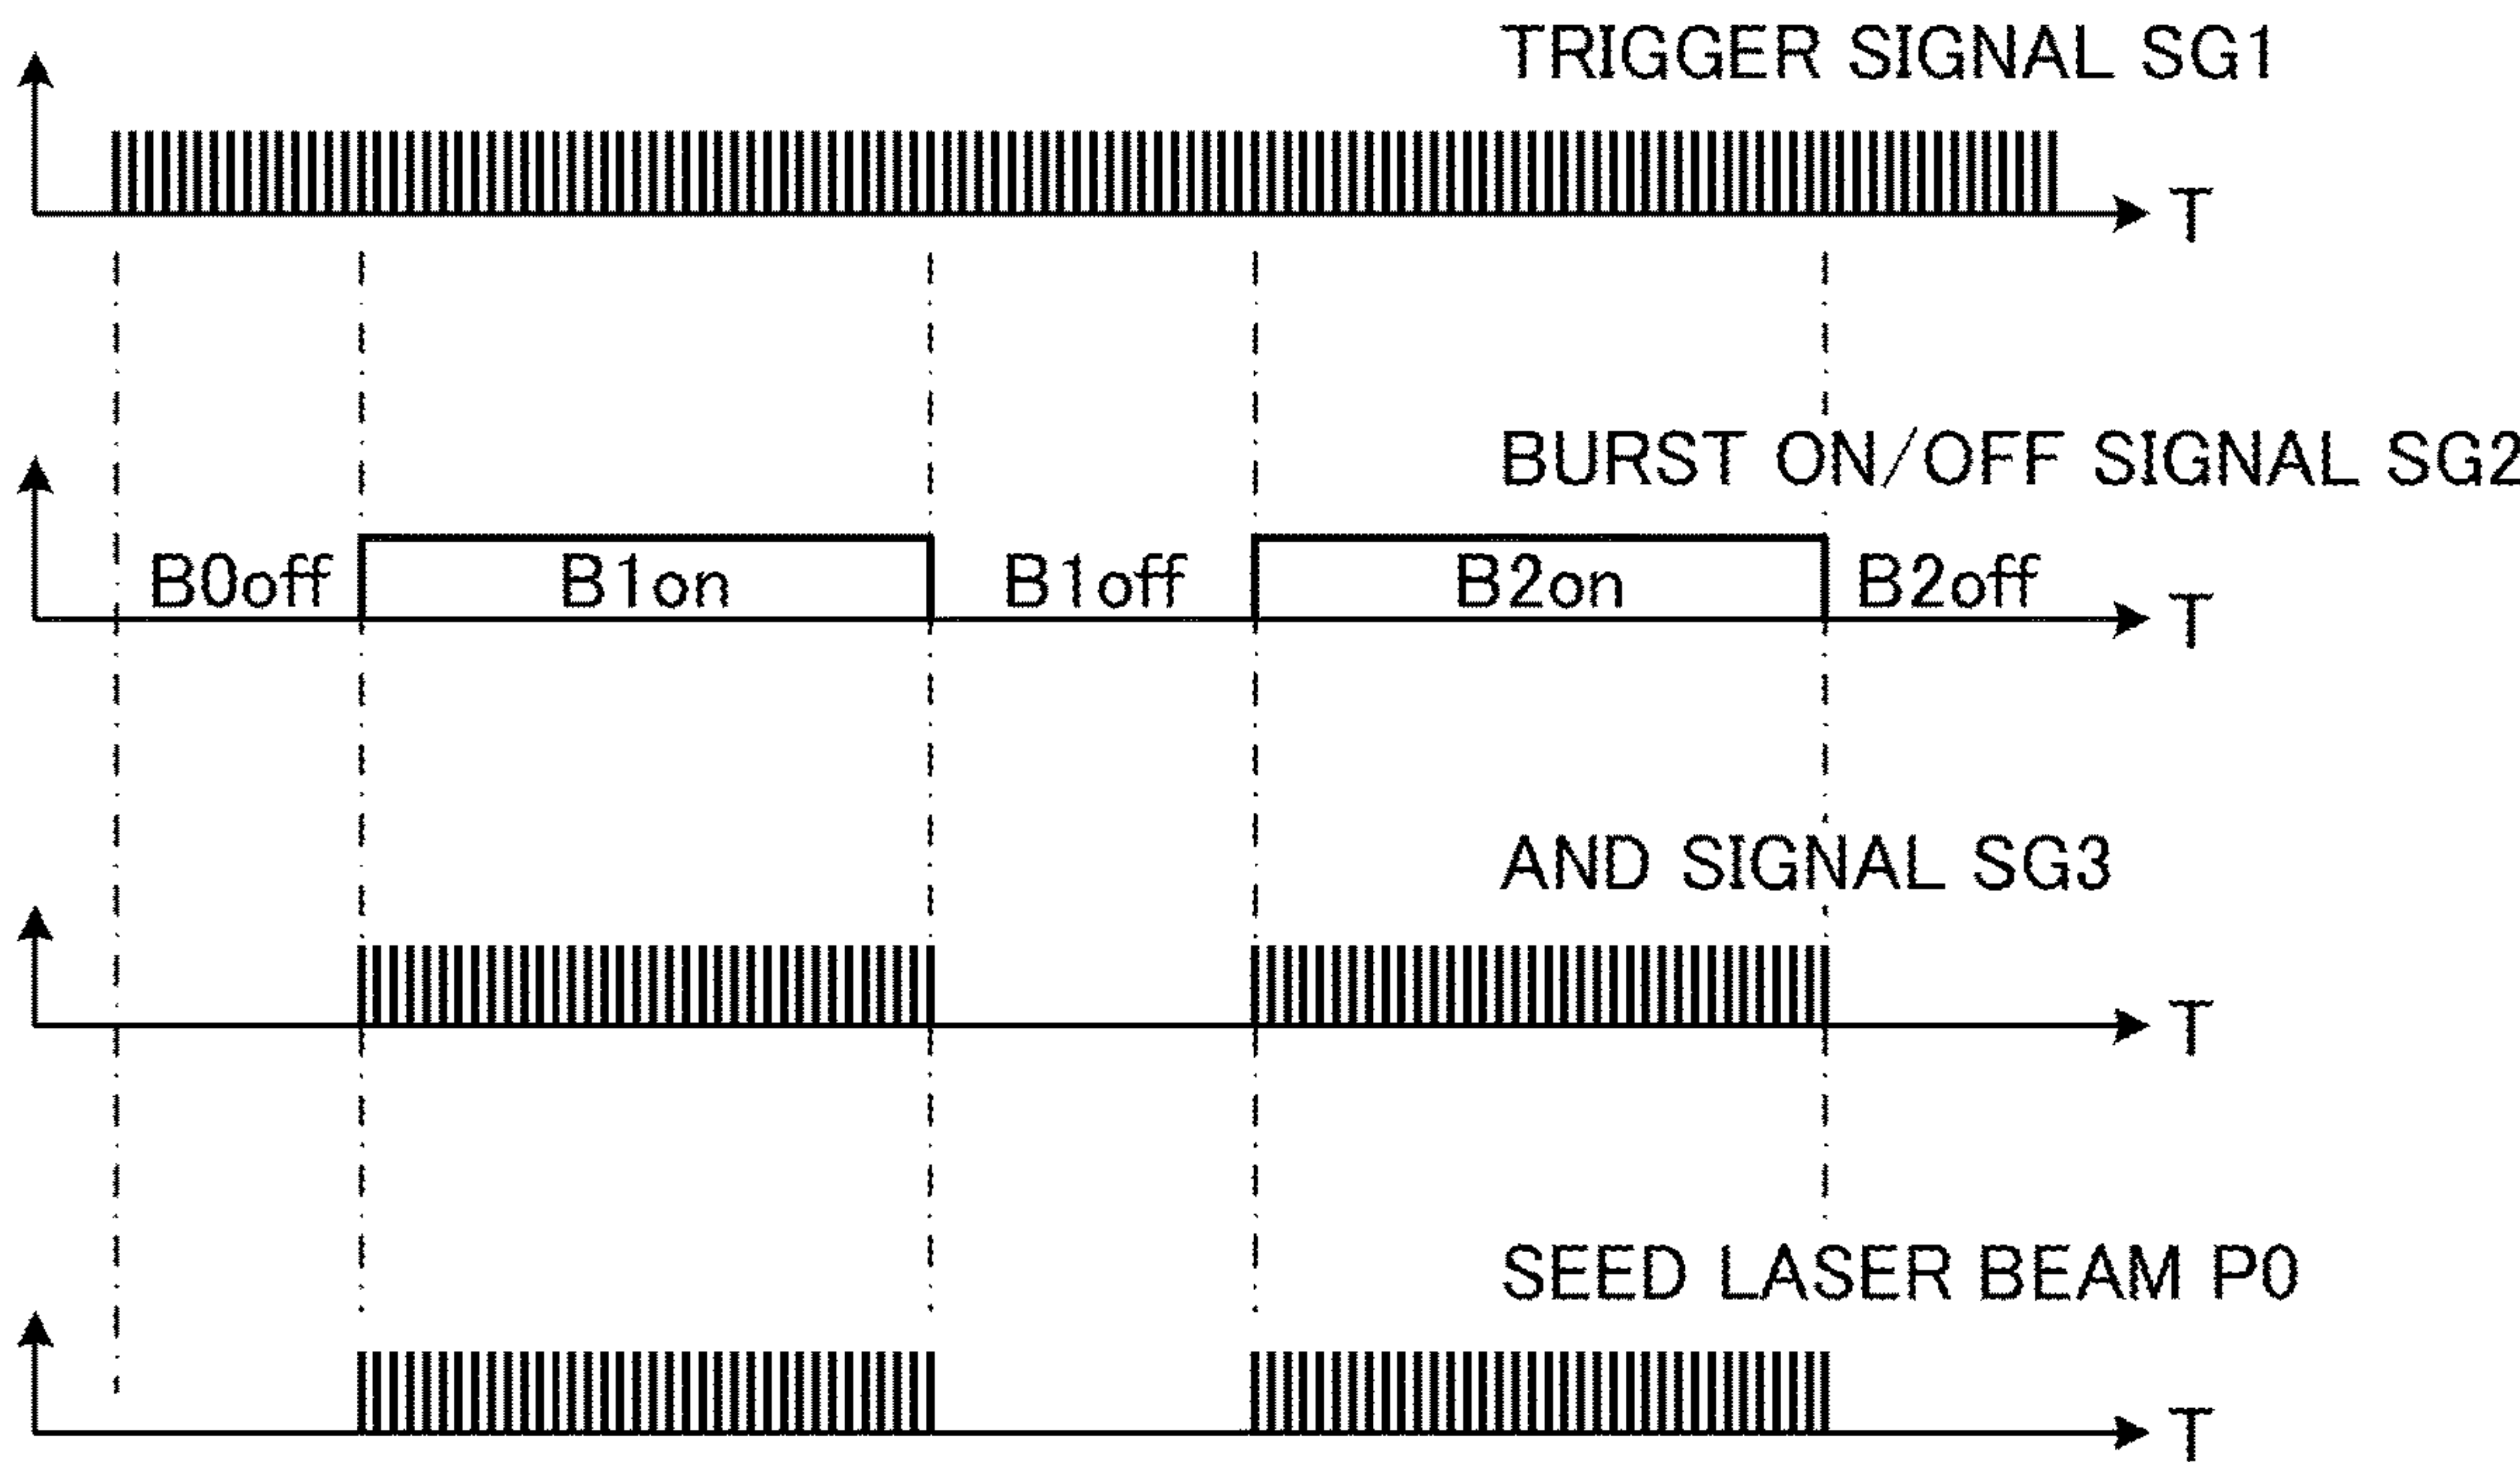 TRIGGER SIGNAL SG1
T
BURST ON/OFF SIGNAL SG2
B0off B1on B1off B2on B2off
T
AND SIGNAL SG3
T
SEED LASER BEAM P0
T